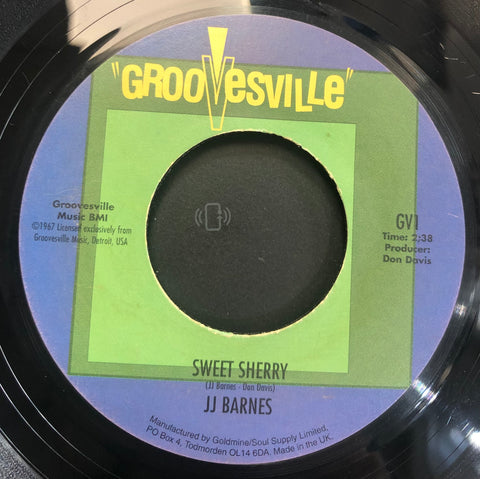 "GROOVESVILLE"
Groovesville
Music BMI
©1967 Licensed exclusively from
Groovesville Music, Detroit, USA
GV1
Time: 2:38
Producer:
Don Davis
SWEET SHERRY
(JJ Barnes - Don Davis)
JJ BARNES
Manufactured by Goldmine/Soul Supply Limited,
PO Box 4, Todmorden OL14 6DA. Made in the UK.